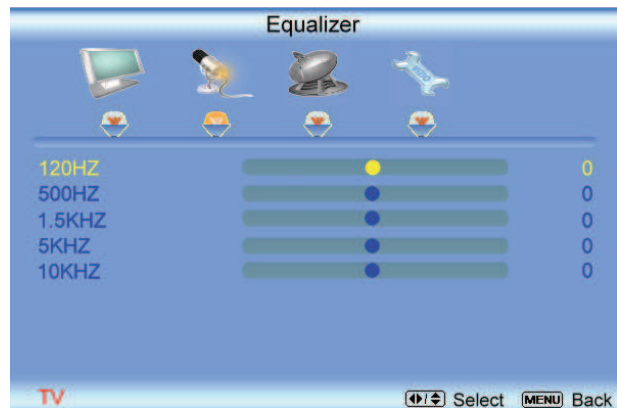 Equalizer
120HZ 0
500HZ 0
1.5KHZ 0
5KHZ 0
10KHZ 0
TV Select MENU Back